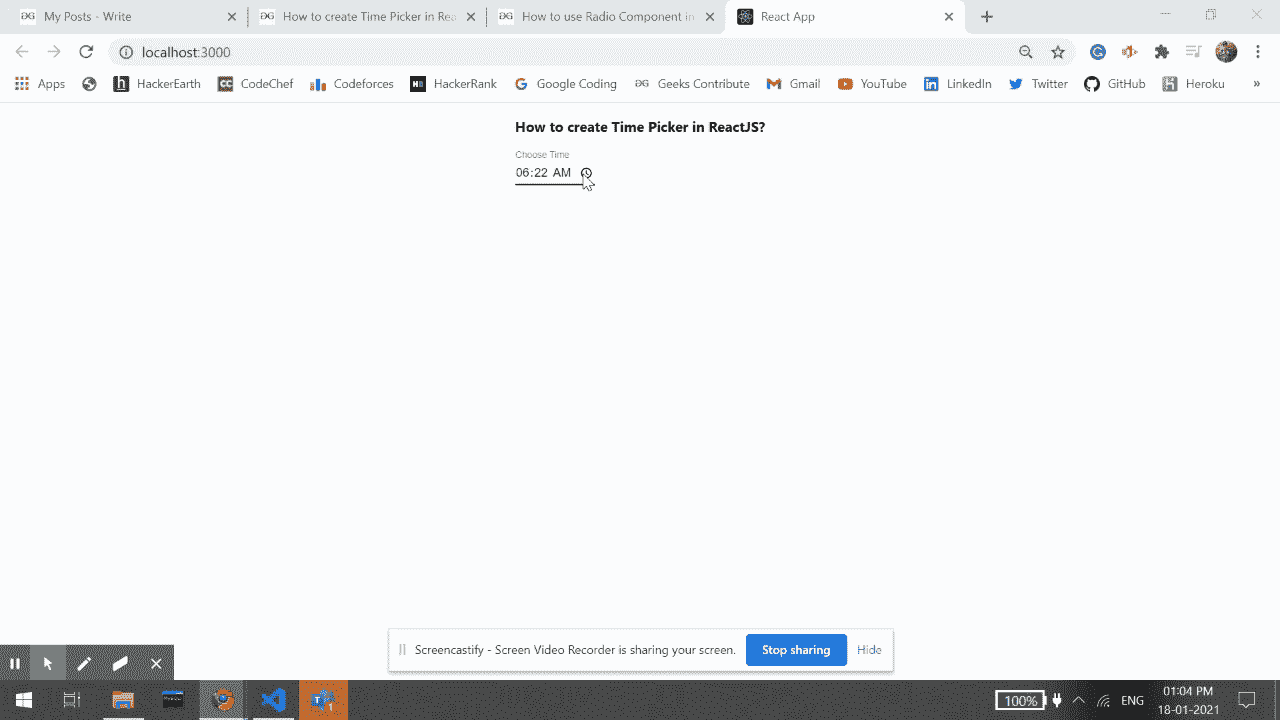 My Posts - Write
How to create Time Picker in Rea
How to use Radio Component in
React App
localhost:3000
Apps
HackerEarth
CodeChef
Codeforces
HackerRank
Google Coding
Geeks Contribute
Gmail
YouTube
LinkedIn
Twitter
GitHub
Heroku
»
How to create Time Picker in ReactJS?
Choose Time
06:22 AM
Screencastify - Screen Video Recorder is sharing your screen.
Stop sharing
Hide
100%
ENG
01:04 PM
18-01-2021